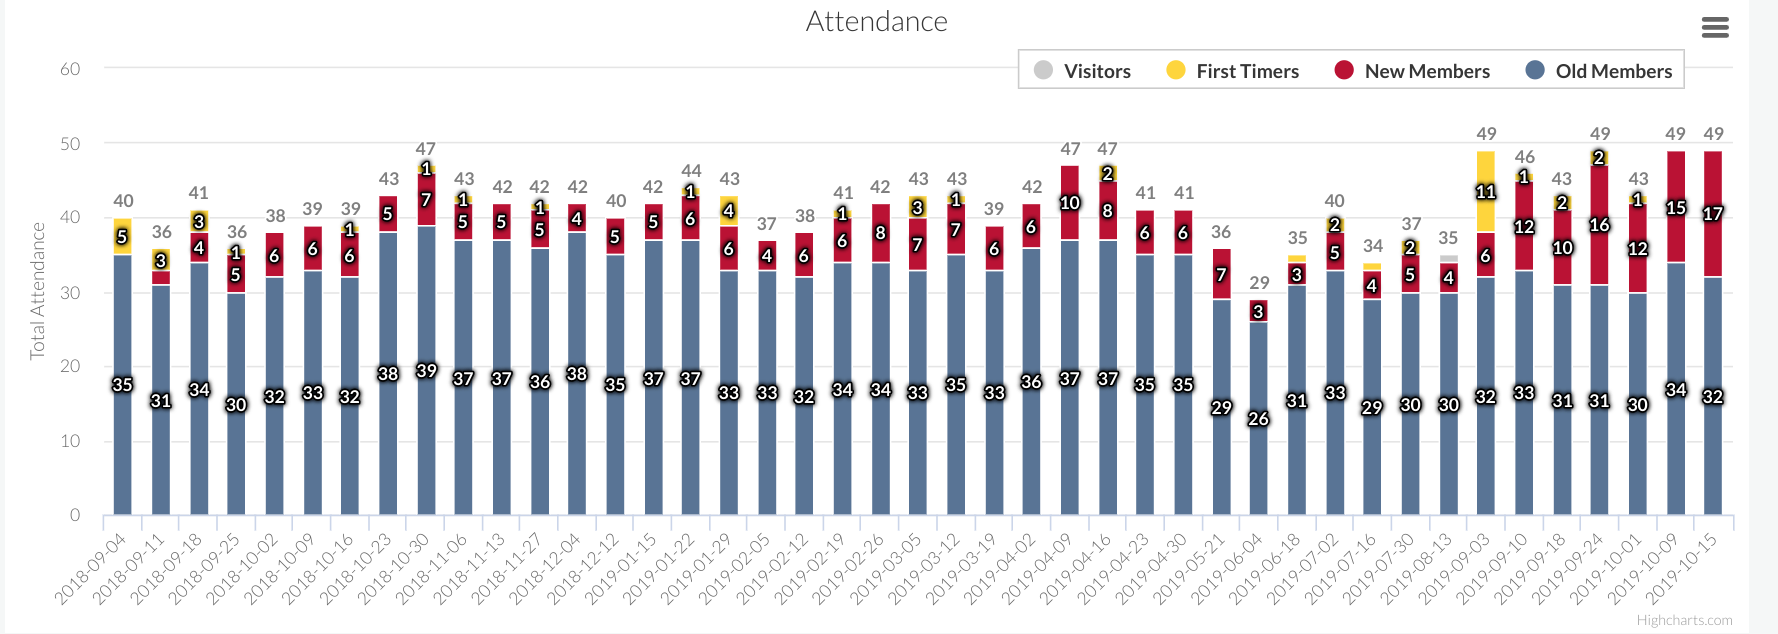 Attendance
Visitors First Timers New Members Old Members
Total Attendance
60
50
40
30
20
10
0
40 36 41 36 38 39 39 43 47 43 42 42 42 40 42 44 43 37 38 41 42 43 43 39 42 47 47 41 41 36 29 35 40 34 37 35 49 46 43 49 43 49 49
5 3 3 1 1 1 1 1 1 4 1 3 1 2 2 2 11 1 2 2 1
4 5 6 6 6 5 7 5 5 5 4 5 5 6 6 4 6 6 8 7 7 6 6 10 8 6 6 7 3 3 5 4 5 4 6 12 10 16 12 15 17
35 31 34 30 32 33 32 38 39 37 37 36 38 35 37 37 33 33 32 34 34 33 35 33 36 37 37 35 35 29 26 31 33 29 30 30 32 33 31 31 30 34 32
2018-09-04 2018-09-11 2018-09-18 2018-09-25 2018-10-02 2018-10-09 2018-10-16 2018-10-23 2018-10-30 2018-11-06 2018-11-13 2018-11-27 2018-12-04 2018-12-12 2019-01-15 2019-01-22 2019-01-29 2019-02-05 2019-02-12 2019-02-19 2019-02-26 2019-03-05 2019-03-12 2019-03-19 2019-04-02 2019-04-09 2019-04-16 2019-04-23 2019-04-30 2019-05-21 2019-06-04 2019-06-18 2019-07-02 2019-07-16 2019-07-30 2019-08-13 2019-09-03 2019-09-10 2019-09-18 2019-09-24 2019-10-01 2019-10-09 2019-10-15
Highcharts.com